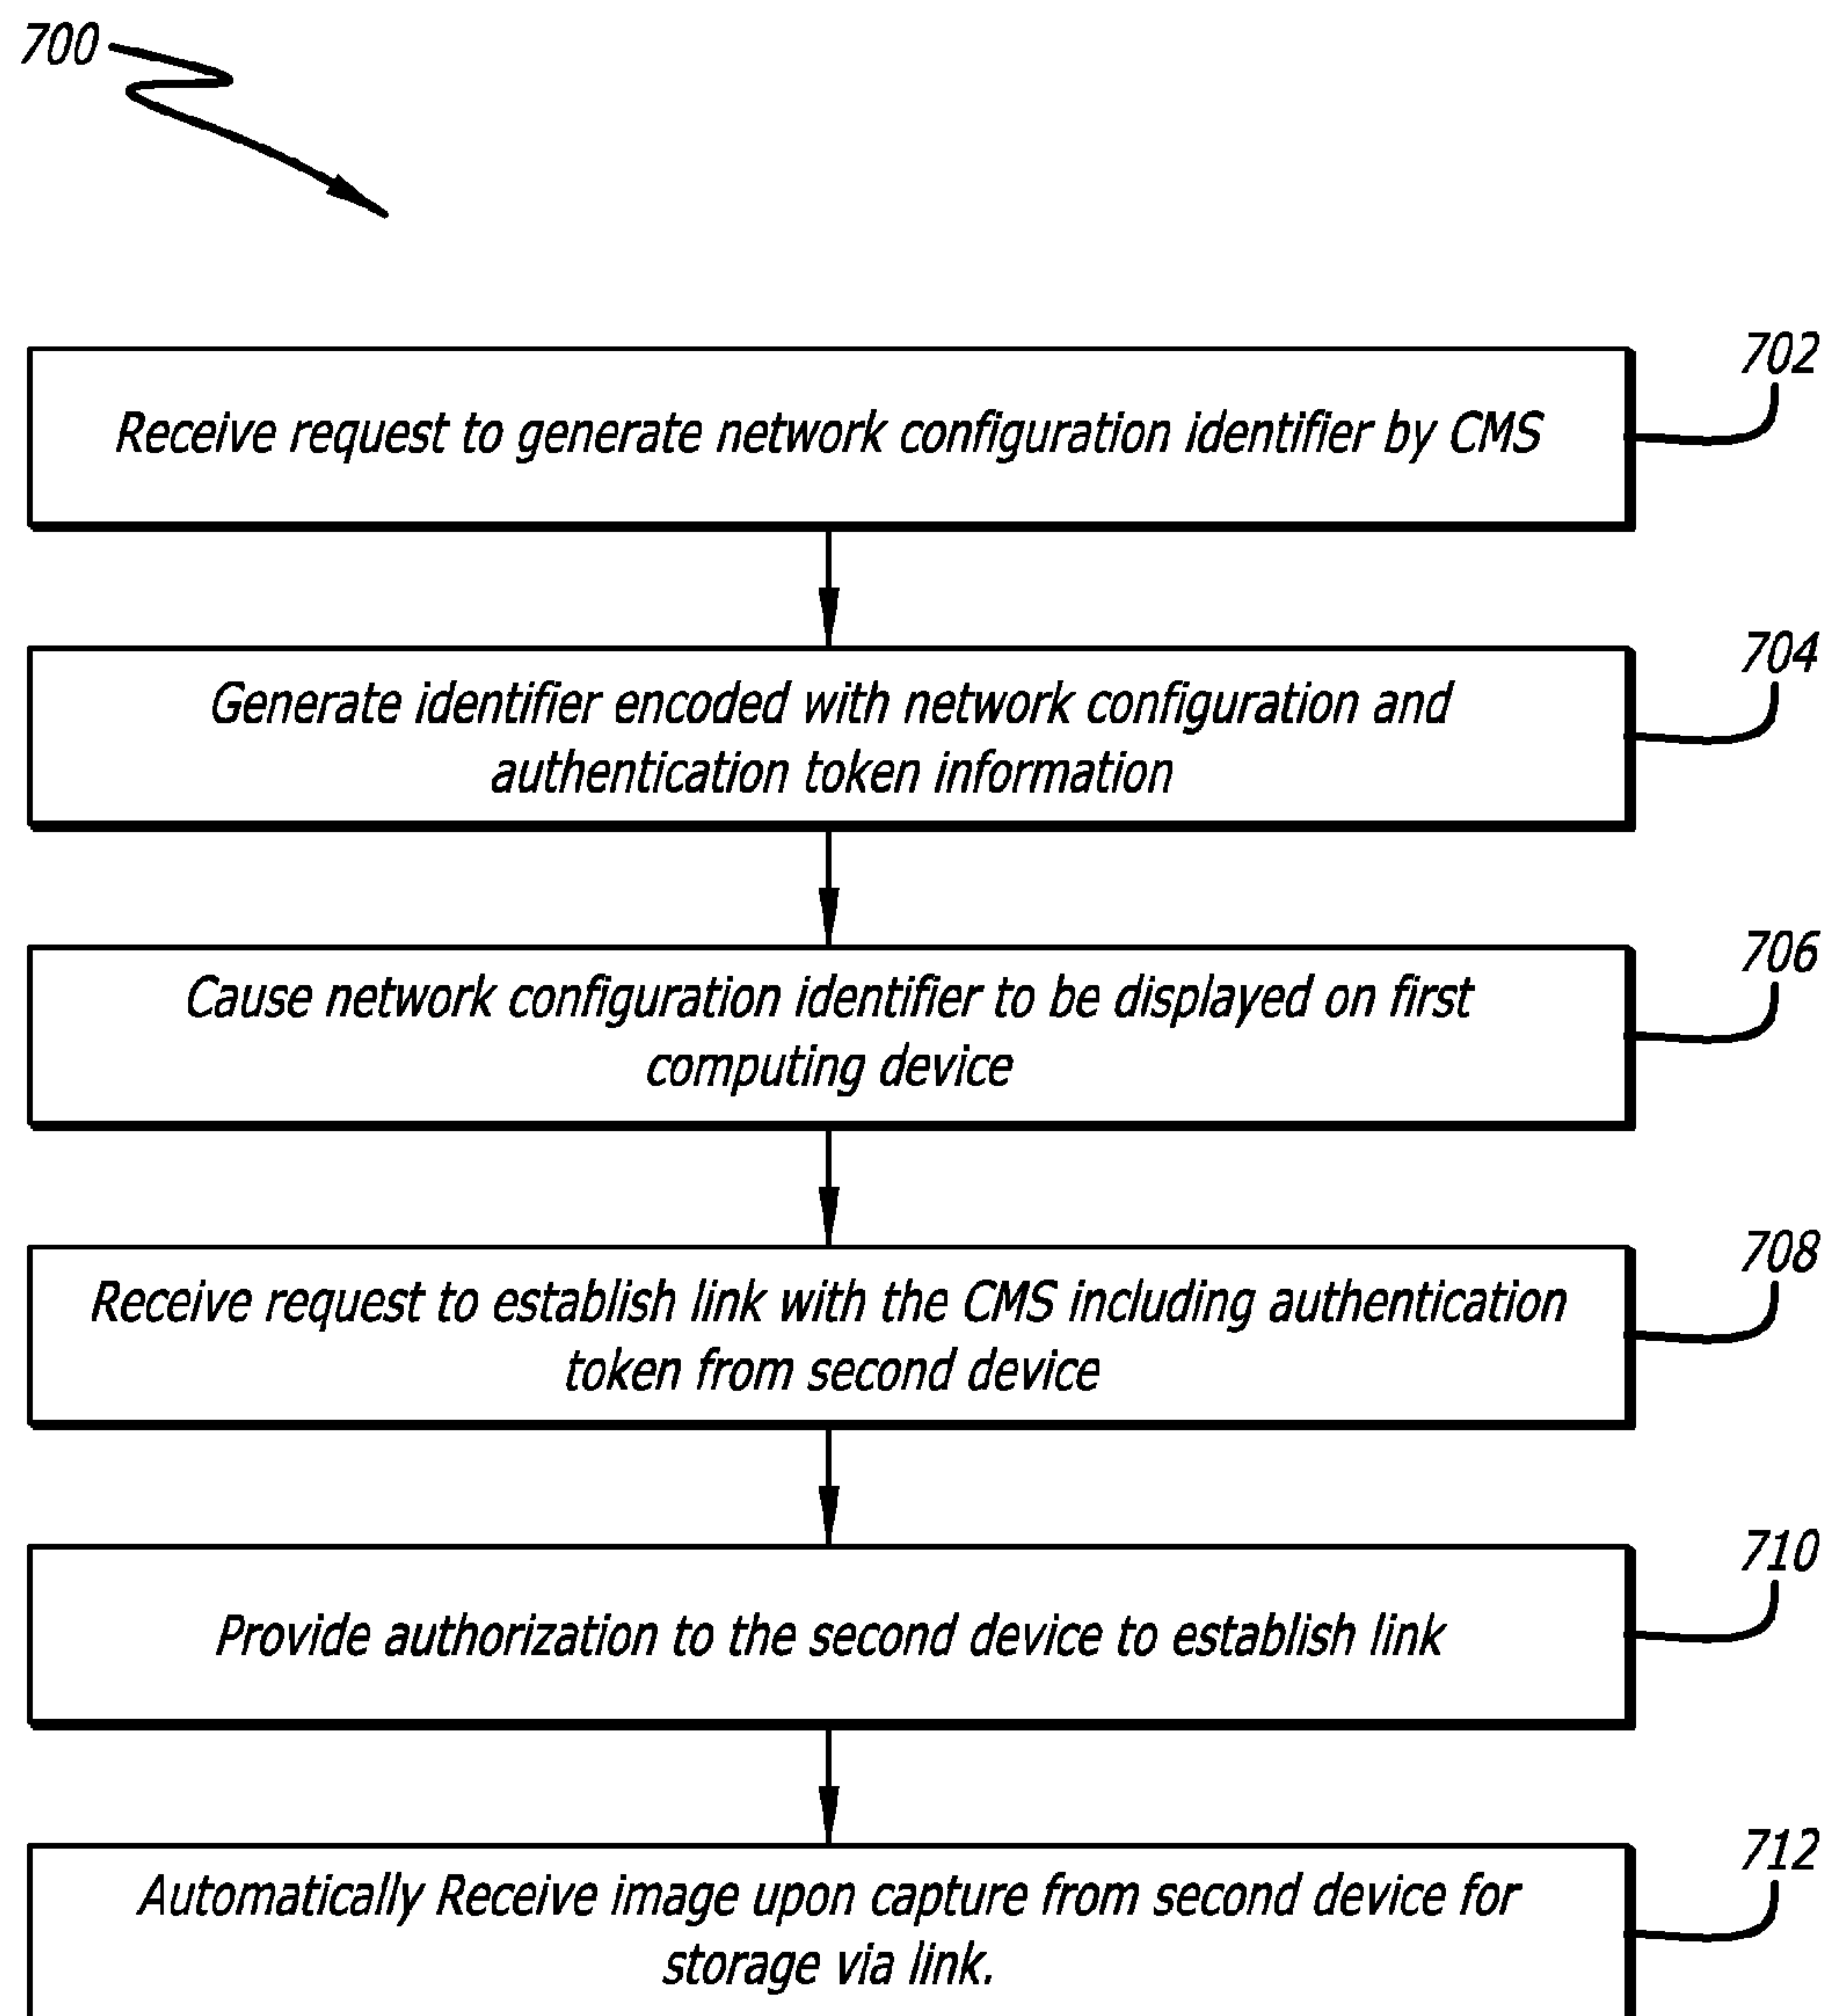 700
702
Receive request to generate network configuration identifier by CMS
704
Generate identifier encoded with network configuration and
authentication token information
706
Cause network configuration identifier to be displayed on first
computing device
708
Receive request to establish link with the CMS including authentication
token from second device
710
Provide authorization to the second device to establish link
712
Automatically Receive image upon capture from second device for
storage via link.